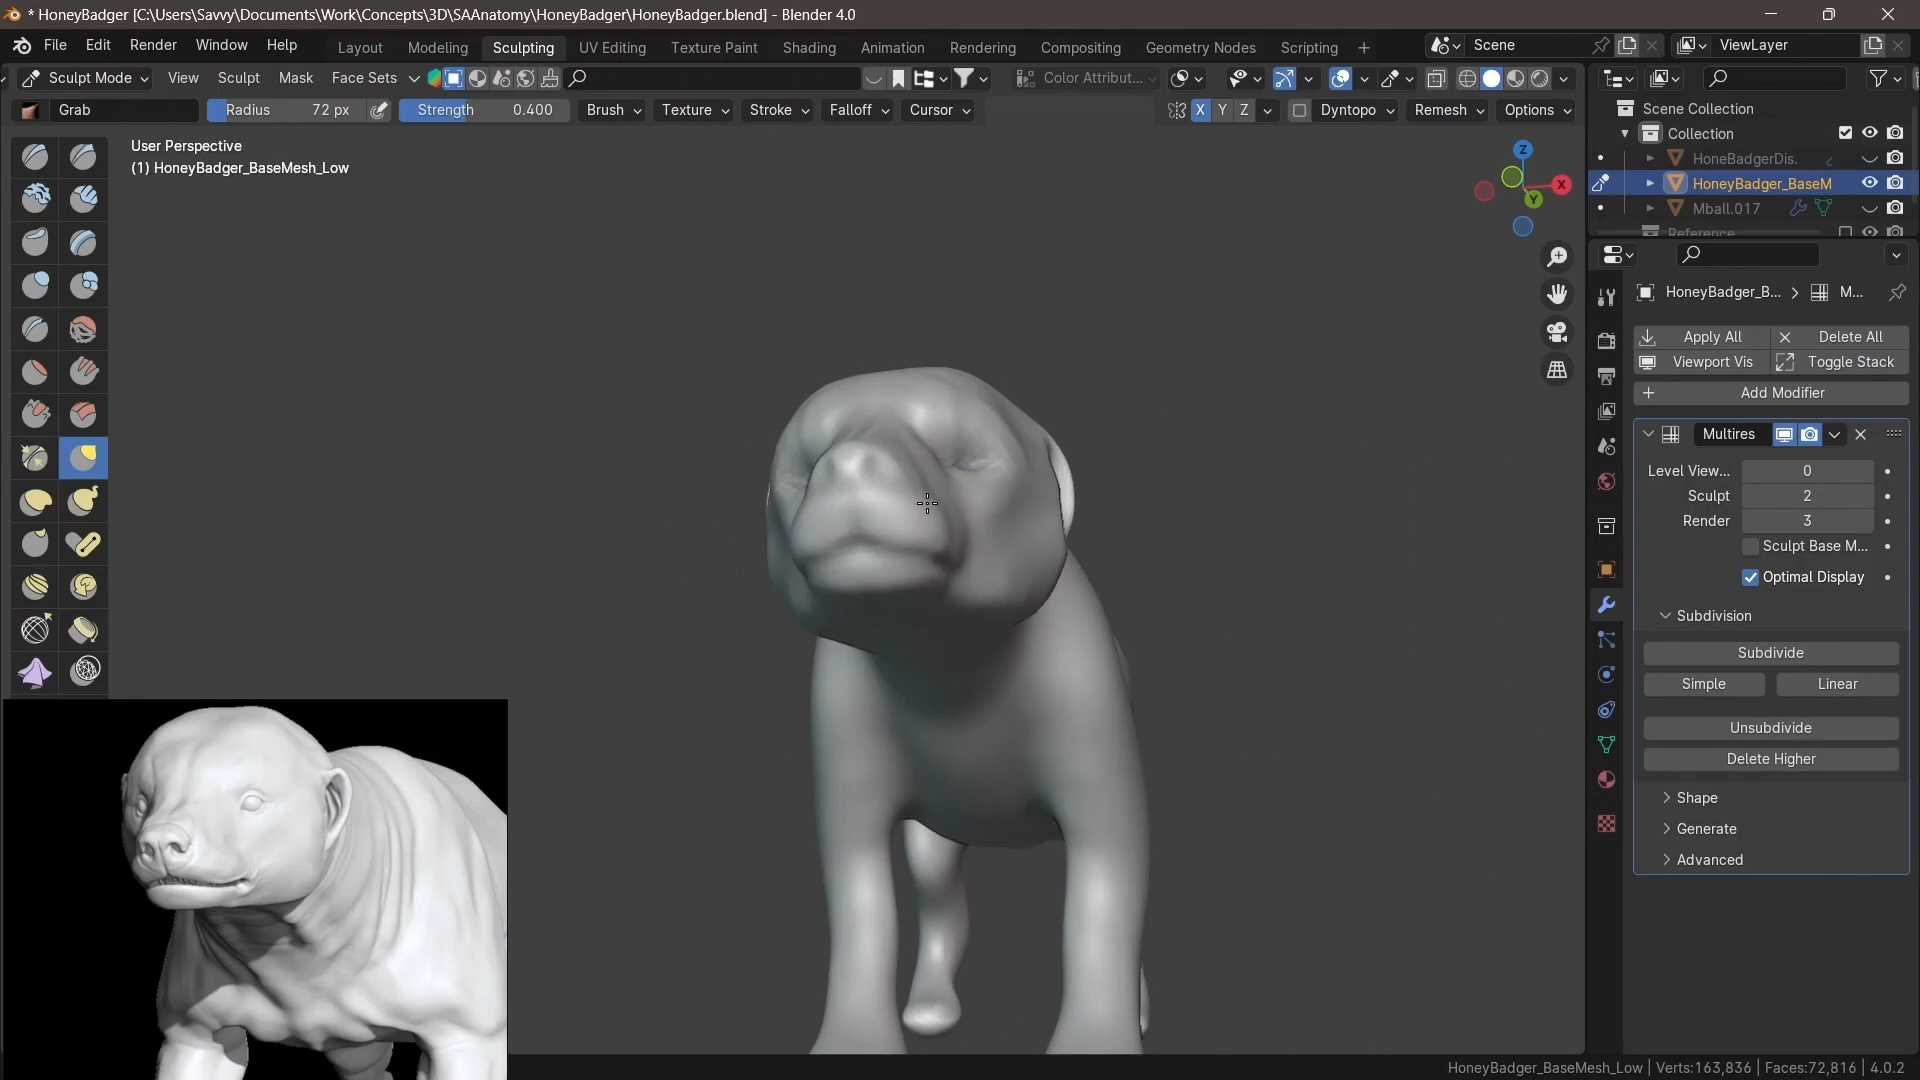 * HoneyBadger [C:\Users\Savvy\Documents\Work\Concepts\3D\SAAnatomy\HoneyBadger\HoneyBadger.blend] - Blender 4.0
File Edit Render Window Help Layout Modeling Sculpting UV Editing Texture Paint Shading Animation Rendering Compositing Geometry Nodes Scripting + Scene ViewLayer
Sculpt Mode View Sculpt Mask Face Sets Color Attribut...
Grab Radius 72 px Strength 0.400 Brush Texture Stroke Falloff Cursor X Y Z Dyntopo Remesh Options
User Perspective
(1) HoneyBadger_BaseMesh_Low
Z
X
Y
Scene Collection
Collection
HoneBadgerDis.
HoneyBadger_BaseM
Mball.017
Reference
HoneyBadger_B... > M...
Apply All Delete All
Viewport Vis Toggle Stack
Add Modifier
Multires
Level View... 0
Sculpt 2
Render 3
Sculpt Base M...
Optimal Display
Subdivision
Subdivide
Simple Linear
Unsubdivide
Delete Higher
Shape
Generate
Advanced
HoneyBadger_BaseMesh_Low | Verts:163,836 | Faces:72,816 | 4.0.2